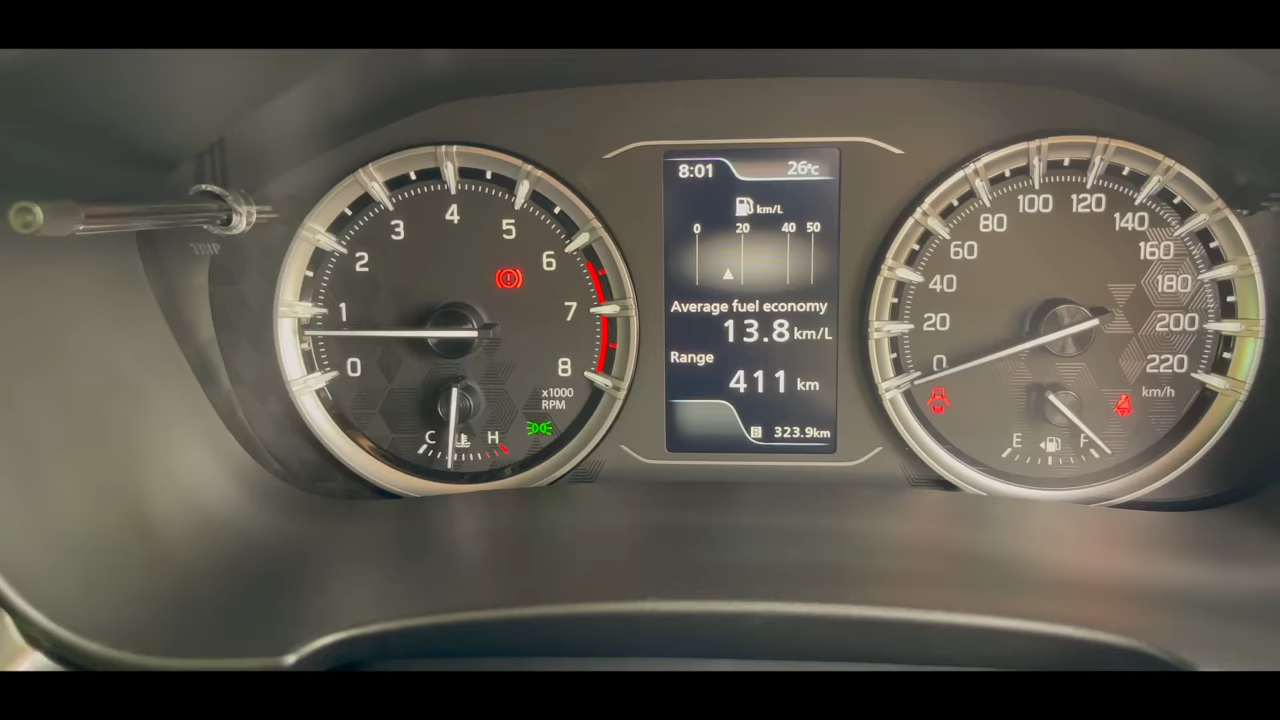 TRIP
0
1
2
3
4
5
6
7
8
x1000
RPM
C
H
8:01
26°C
km/L
0 20 40 50
Average fuel economy
13.8 km/L
Range
411 km
B 323.9km
0
20
40
60
80
100
120
140
160
180
200
220
km/h
E
F